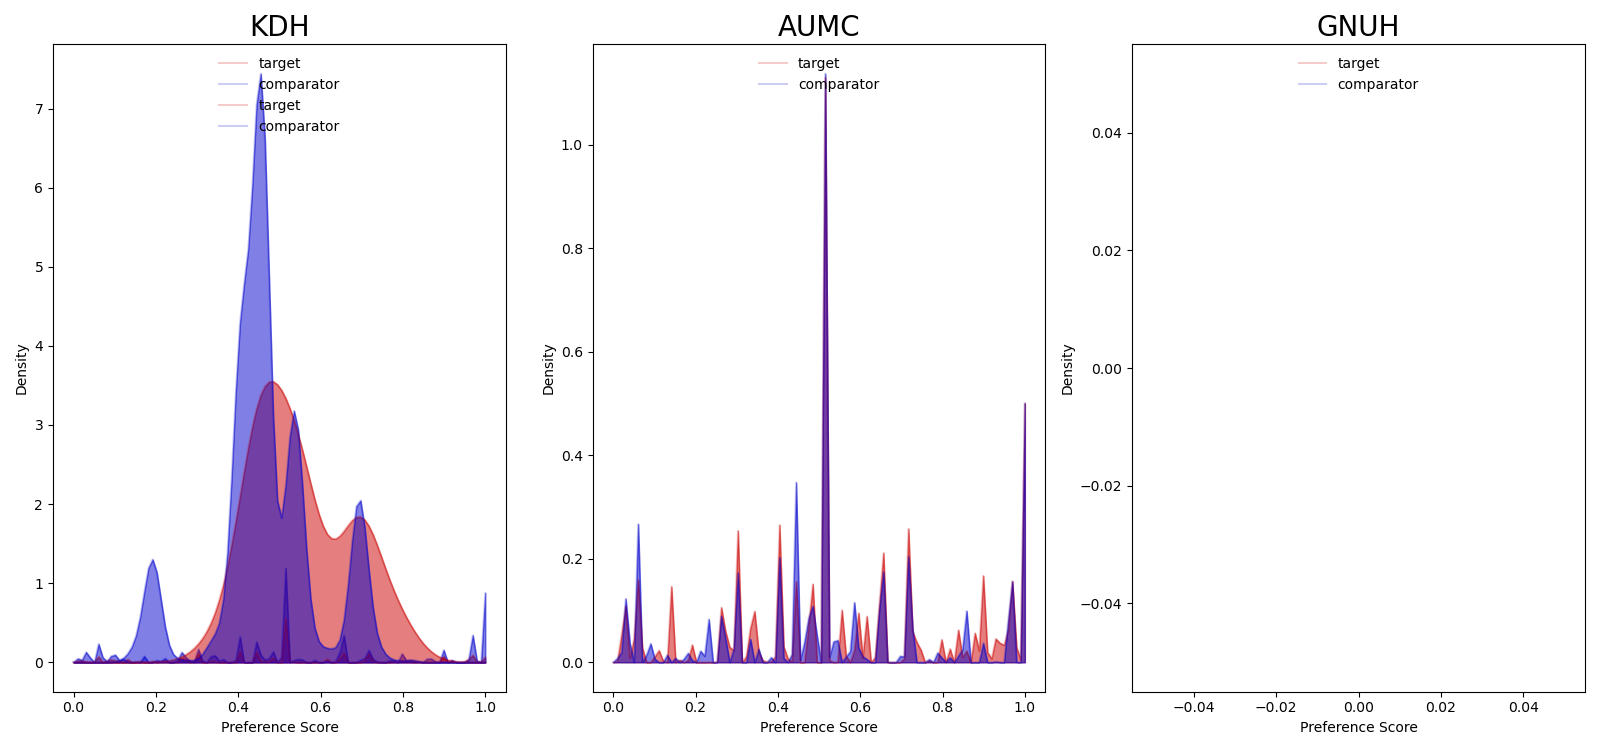 KDH
target
comparator
target
comparator
7
6
5
4
3
2
1
0
Density
0.0 0.2 0.4 0.6 0.8 1.0
Preference Score
AUMC
target
comparator
1.0
0.8
0.6
0.4
0.2
0.0
Density
0.0 0.2 0.4 0.6 0.8 1.0
Preference Score
GNUH
target
comparator
0.04
0.02
0.00
−0.02
−0.04
Density
−0.04 −0.02 0.00 0.02 0.04
Preference Score